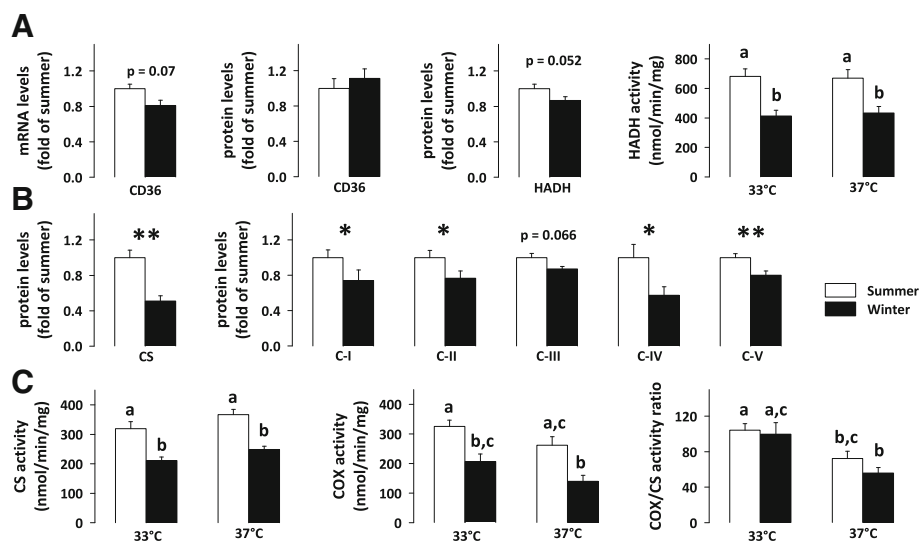 A
mRNA levels
(fold of summer)
1.2
0.8
0.4
0.0
p = 0.07
CD36
protein levels
(fold of summer)
1.2
0.8
0.4
0.0
CD36
protein levels
(fold of summer)
1.2
0.8
0.4
0.0
p = 0.052
HADH
HADH activity
(nmol/min/mg)
800
600
400
200
0
a
b
a
b
33°C
37°C
B
protein levels
(fold of summer)
1.2
0.8
0.4
0.0
**
CS
protein levels
(fold of summer)
1.2
0.8
0.4
0.0
*
*
p = 0.066
*
**
C-I
C-II
C-III
C-IV
C-V
Summer
Winter
C
CS activity
(nmol/min/mg)
400
300
200
100
0
a
b
a
b
33°C
37°C
COX activity
(nmol/min/mg)
400
300
200
100
0
a
b,c
a,c
b
33°C
37°C
COX/CS activity ratio
120
80
40
0
a
a,c
b,c
b
33°C
37°C